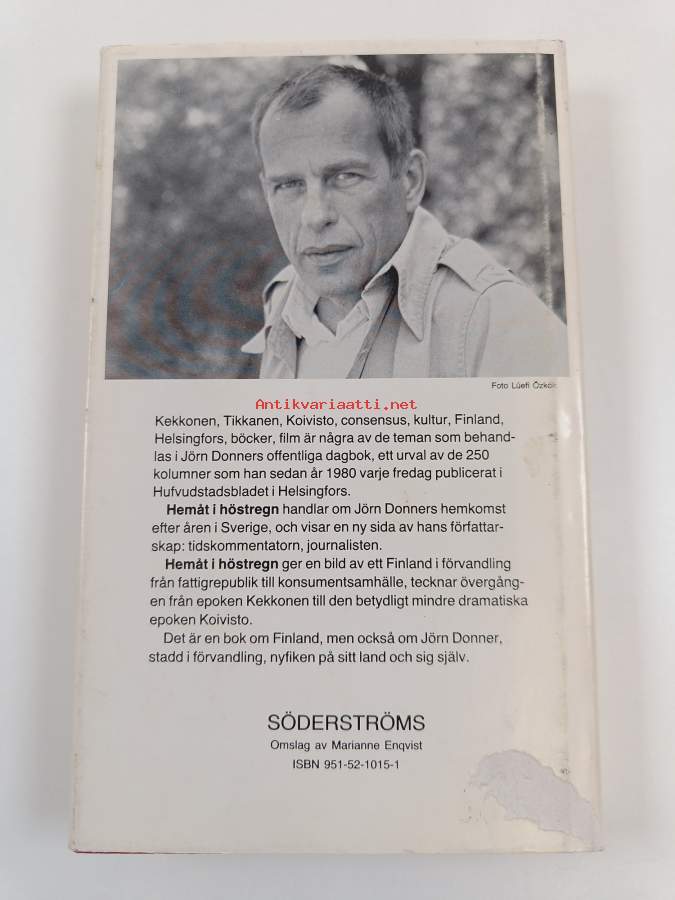 Foto Lüefi Özkök
Antikvariaatti.net
Kekkonen, Tikkanen, Koivisto, consensus, kultur, Finland,
Helsingfors, böcker, film är några av de teman som behand-
las i Jörn Donners offentliga dagbok, ett urval av de 250
kolumner som han sedan år 1980 varje fredag publicerat i
Hufvudstadsbladet i Helsingfors.
Hemåt i höstregn handlar om Jörn Donners hemkomst
efter åren i Sverige, och visar en ny sida av hans författar-
skap: tidskommentatorn, journalisten.
Hemåt i höstregn ger en bild av ett Finland i förvandling
från fattigrepublik till konsumentsamhälle, tecknar övergång-
en från epoken Kekkonen till den betydligt mindre dramatiska
epoken Koivisto.
Det är en bok om Finland, men också om Jörn Donner,
stadd i förvandling, nyfiken på sitt land och sig själv.
SÖDERSTRÖMS
Omslag av Marianne Enqvist
ISBN 951-52-1015-1